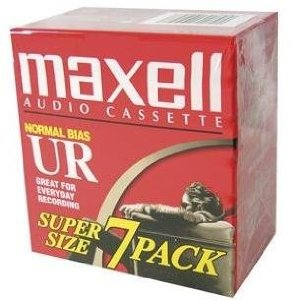 maxell
AUDIO CASSETTE
NORMAL BIAS
UR
GREAT FOR
EVERYDAY
RECORDING
SUPER
SIZE 7 PACK